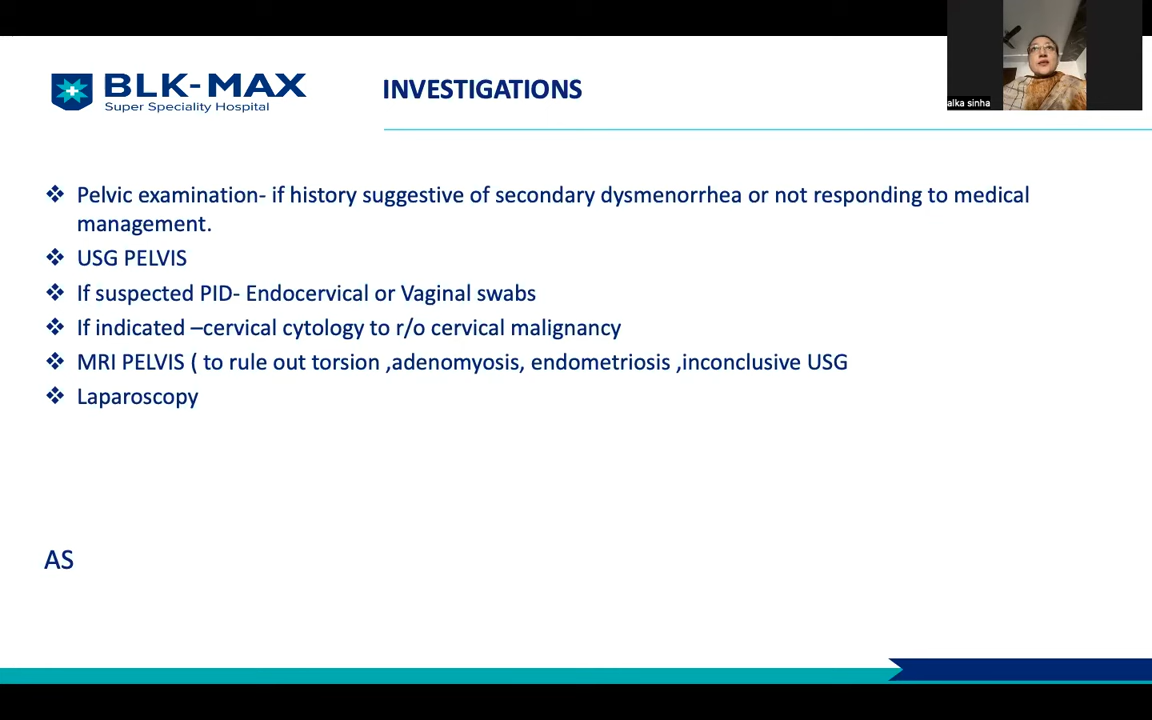 BLK-MAX
Super Speciality Hospital
INVESTIGATIONS
alka sinha
❖ Pelvic examination- if history suggestive of secondary dysmenorrhea or not responding to medical
management.
❖ USG PELVIS
❖ If suspected PID- Endocervical or Vaginal swabs
❖ If indicated –cervical cytology to r/o cervical malignancy
❖ MRI PELVIS ( to rule out torsion ,adenomyosis, endometriosis ,inconclusive USG
❖ Laparoscopy
AS